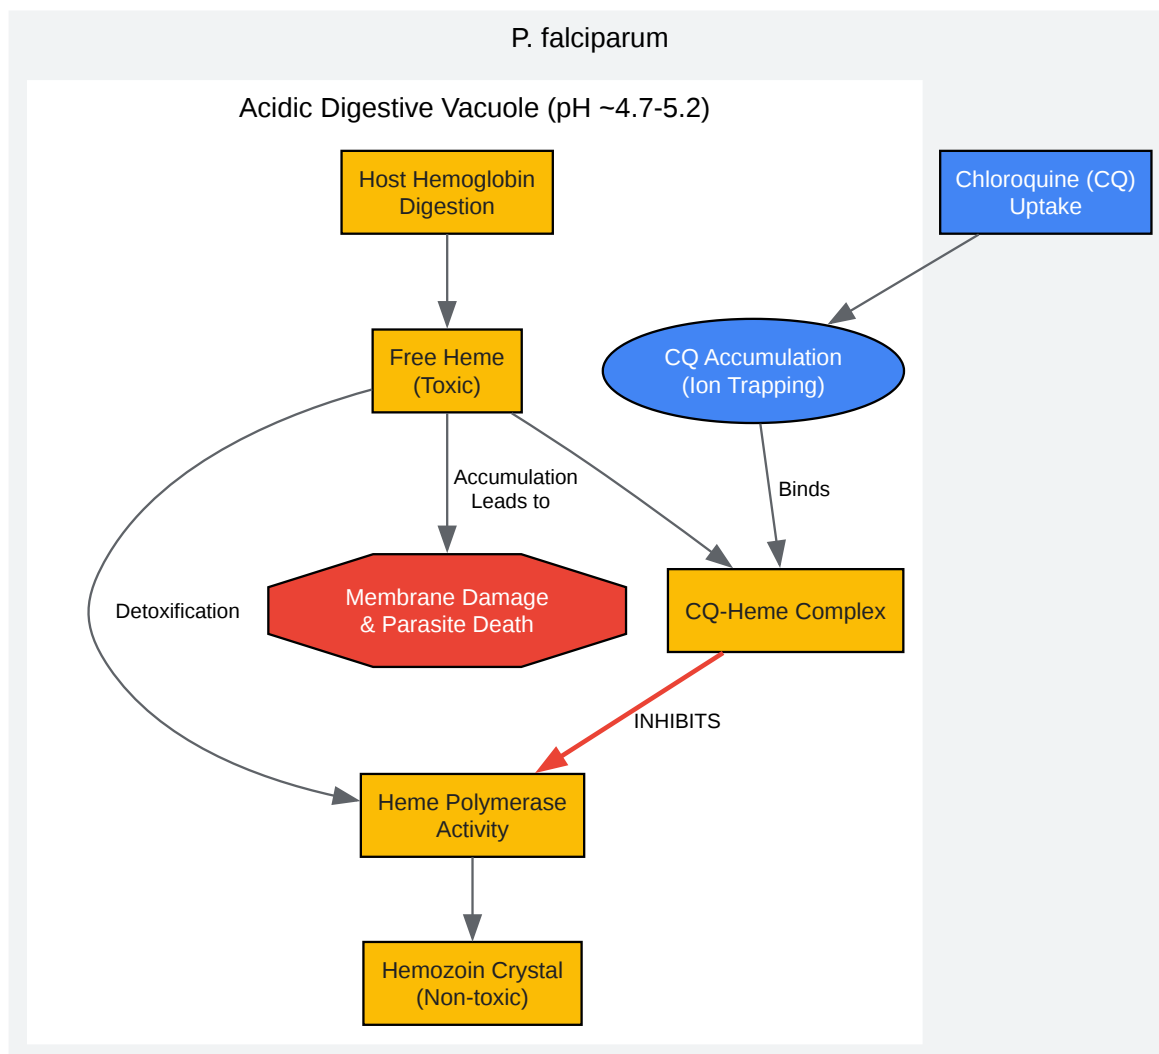 P. falciparum
Acidic Digestive Vacuole (pH ~4.7-5.2)
Host Hemoglobin
Digestion
Chloroquine (CQ)
Uptake
Free Heme
(Toxic)
CQ Accumulation
(Ion Trapping)
Accumulation
Leads to
Binds
Detoxification
Membrane Damage
& Parasite Death
CQ-Heme Complex
INHIBITS
Heme Polymerase
Activity
Hemozoin Crystal
(Non-toxic)